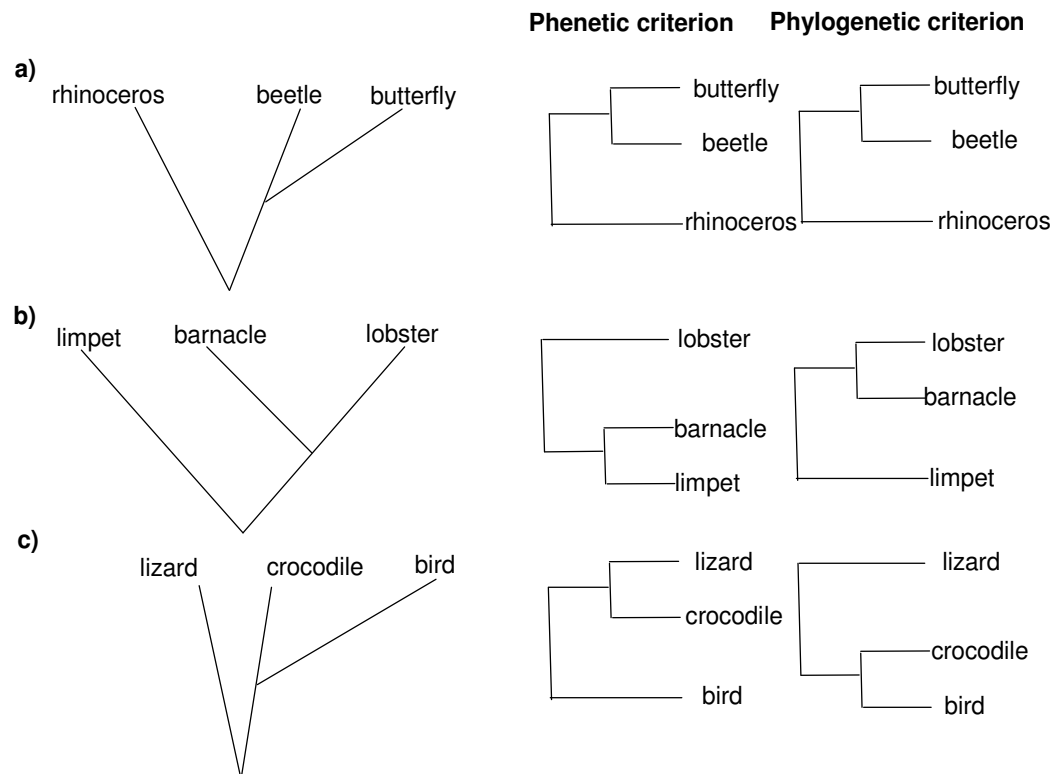 Phenetic criterion Phylogenetic criterion
a)
rhinoceros beetle butterfly
butterfly
beetle
rhinoceros
butterfly
beetle
rhinoceros
b)
limpet barnacle lobster
lobster
barnacle
limpet
lobster
barnacle
limpet
c)
lizard crocodile bird
lizard
crocodile
bird
lizard
crocodile
bird